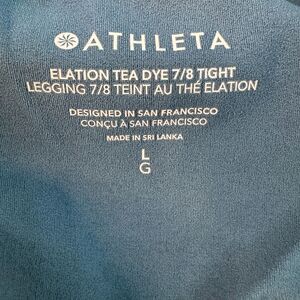 ATHLETA
ELATION TEA DYE 7/8 TIGHT
LEGGING 7/8 TEINT AU THÉ ELATION
DESIGNED IN SAN FRANCISCO
CONÇU À SAN FRANCISCO
MADE IN SRI LANKA
L
G